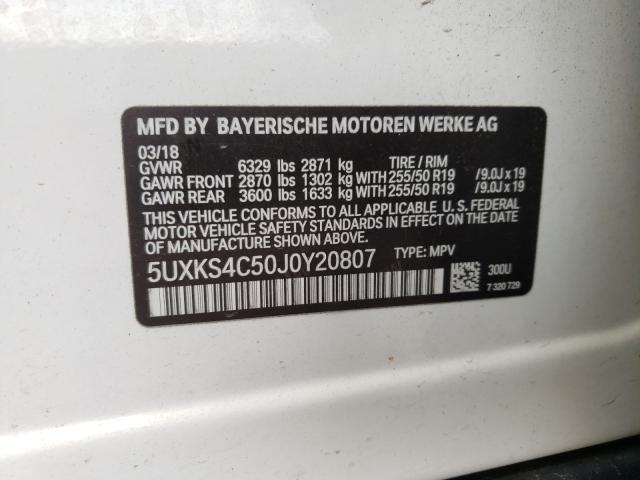 MFD BY BAYERISCHE MOTOREN WERKE AG
03/18
GVWR 6329 lbs 2871 kg TIRE / RIM
GAWR FRONT 2870 lbs 1302 kg WITH 255/50 R19 /9.0J x 19
GAWR REAR 3600 lbs 1633 kg WITH 255/50 R19 /9.0J x 19
THIS VEHICLE CONFORMS TO ALL APPLICABLE U. S. FEDERAL
MOTOR VEHICLE SAFETY STANDARDS IN EFFECT ON THE DATE OF
MANUFACTURE SHOWN ABOVE.
5UXKS4C50J0Y20807 TYPE: MPV
300U
7 320 729